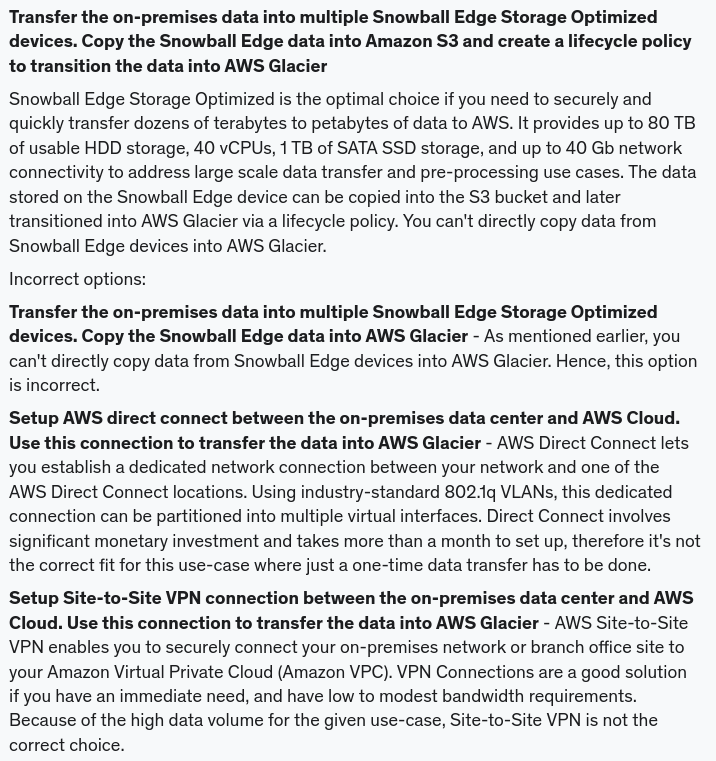 Transfer the on-premises data into multiple Snowball Edge Storage Optimized
devices. Copy the Snowball Edge data into Amazon S3 and create a lifecycle policy
to transition the data into AWS Glacier
Snowball Edge Storage Optimized is the optimal choice if you need to securely and
quickly transfer dozens of terabytes to petabytes of data to AWS. It provides up to 80 TB
of usable HDD storage, 40 vCPUs, 1 TB of SATA SSD storage, and up to 40 Gb network
connectivity to address large scale data transfer and pre-processing use cases. The data
stored on the Snowball Edge device can be copied into the S3 bucket and later
transitioned into AWS Glacier via a lifecycle policy. You can't directly copy data from
Snowball Edge devices into AWS Glacier.
Incorrect options:
Transfer the on-premises data into multiple Snowball Edge Storage Optimized
devices. Copy the Snowball Edge data into AWS Glacier - As mentioned earlier, you
can't directly copy data from Snowball Edge devices into AWS Glacier. Hence, this option
is incorrect.
Setup AWS direct connect between the on-premises data center and AWS Cloud.
Use this connection to transfer the data into AWS Glacier - AWS Direct Connect lets
you establish a dedicated network connection between your network and one of the
AWS Direct Connect locations. Using industry-standard 802.1q VLANs, this dedicated
connection can be partitioned into multiple virtual interfaces. Direct Connect involves
significant monetary investment and takes more than a month to set up, therefore it's not
the correct fit for this use-case where just a one-time data transfer has to be done.
Setup Site-to-Site VPN connection between the on-premises data center and AWS
Cloud. Use this connection to transfer the data into AWS Glacier - AWS Site-to-Site
VPN enables you to securely connect your on-premises network or branch office site to
your Amazon Virtual Private Cloud (Amazon VPC). VPN Connections are a good solution
if you have an immediate need, and have low to modest bandwidth requirements.
Because of the high data volume for the given use-case, Site-to-Site VPN is not the
correct choice.